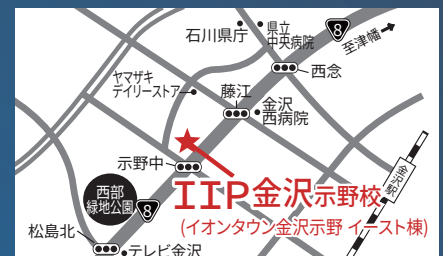 石川県庁
県立
中央病院
8
至津幡
西念
ヤマザキ
デイリーストアー
藤江
金沢
西病院
示野中
エエP金沢示野校
(イオンタウン金沢示野 イースト棟)
金沢駅
西部
緑地公園
8
松島北
テレビ金沢